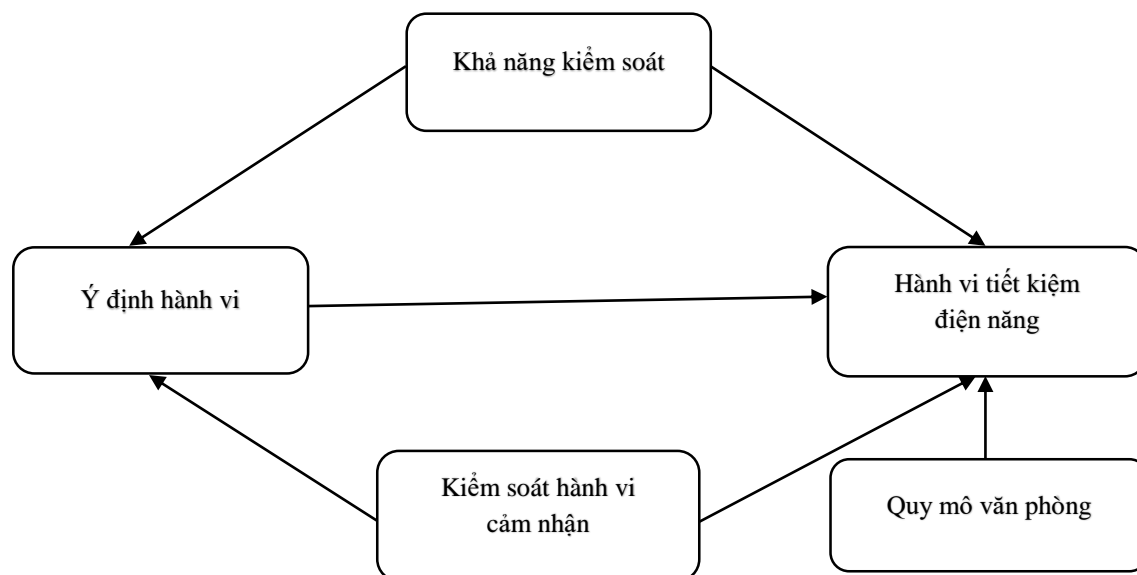 Khả năng kiểm soát
Ý định hành vi
Hành vi tiết kiệm
điện năng
Kiểm soát hành vi
cảm nhận
Quy mô văn phòng